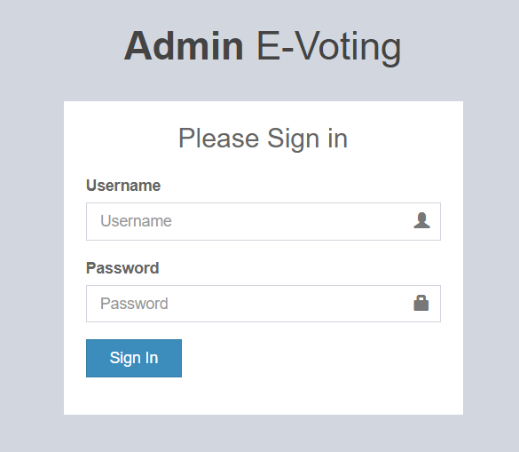 Admin E-Voting
Please Sign in
Username
Username
Password
Password
Sign In